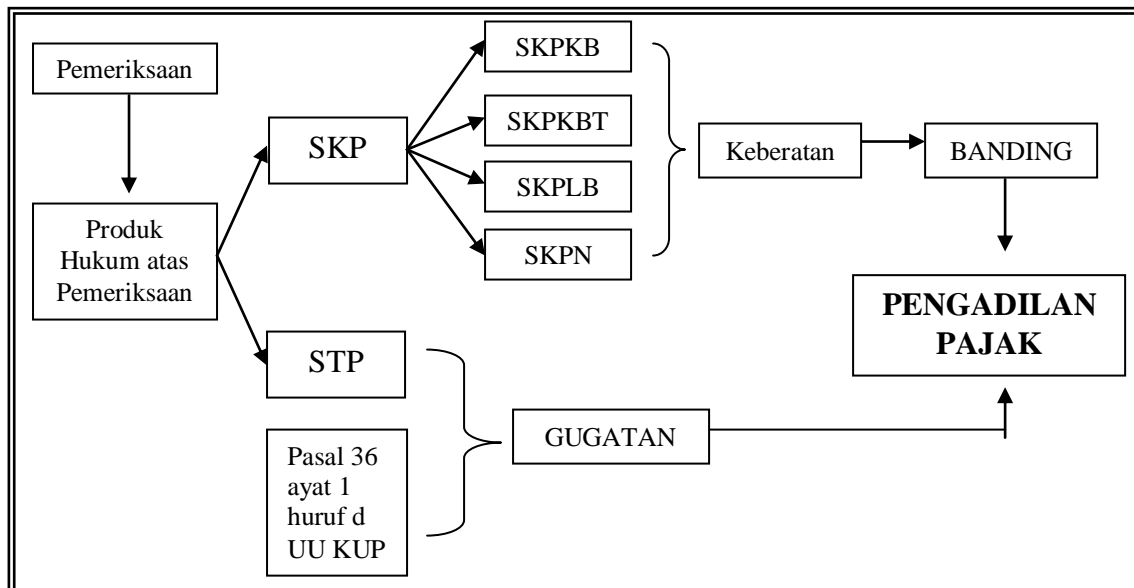 Pemeriksaan
Produk
Hukum atas
Pemeriksaan
SKP
STP
Pasal 36
ayat 1
huruf d
UU KUP
SKPKB
SKPKBT
SKPLB
SKPN
Keberatan
BANDING
GUGATAN
PENGADILAN
PAJAK